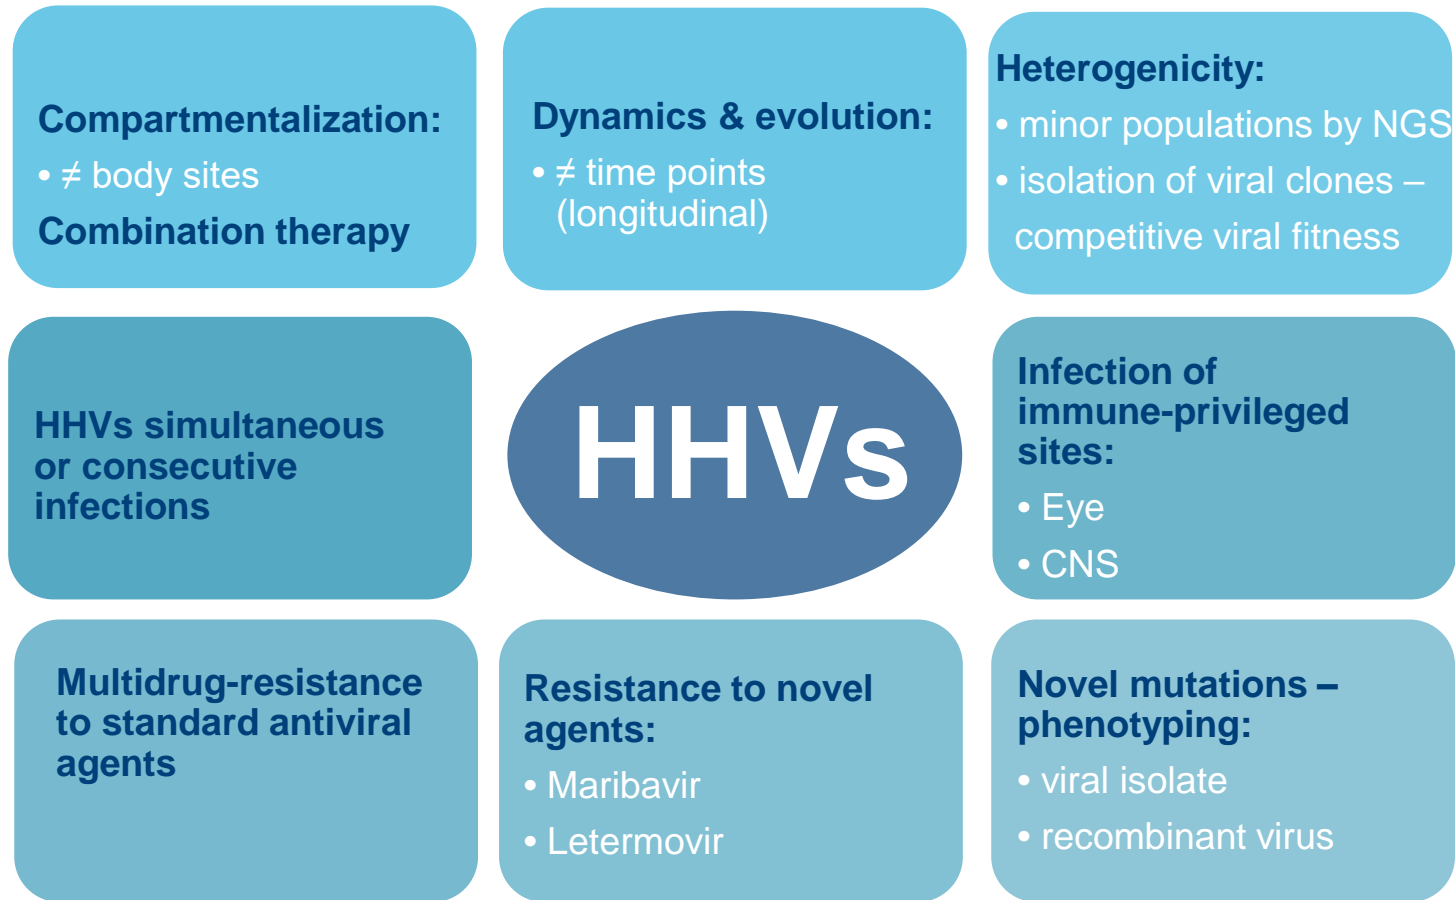 Compartmentalization:
• ≠ body sites
Combination therapy
Dynamics & evolution:
• ≠ time points
(longitudinal)
Heterogenicity:
• minor populations by NGS
• isolation of viral clones –
competitive viral fitness
HHVs simultaneous
or consecutive
infections
HHVs
Infection of
immune-privileged
sites:
• Eye
• CNS
Multidrug-resistance
to standard antiviral
agents
Resistance to novel
agents:
• Maribavir
• Letermovir
Novel mutations –
phenotyping:
• viral isolate
• recombinant virus